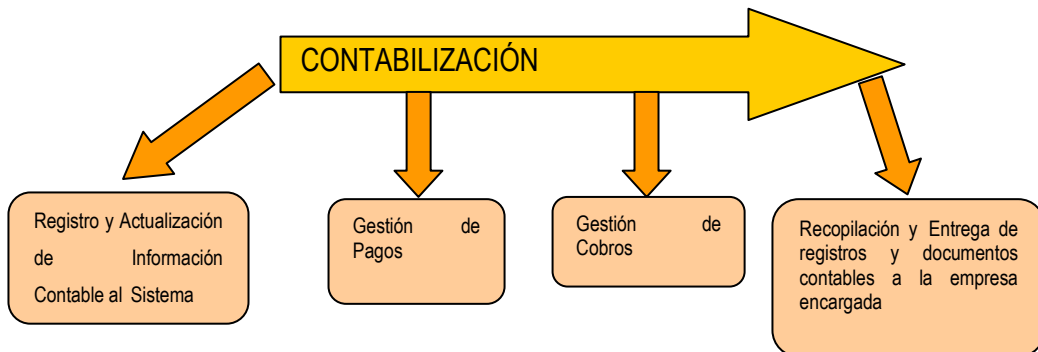 CONTABILIZACIÓN
Registro y Actualización
de Información
Contable al Sistema
Gestión de
Pagos
Gestión de
Cobros
Recopilación y Entrega de
registros y documentos
contables a la empresa
encargada